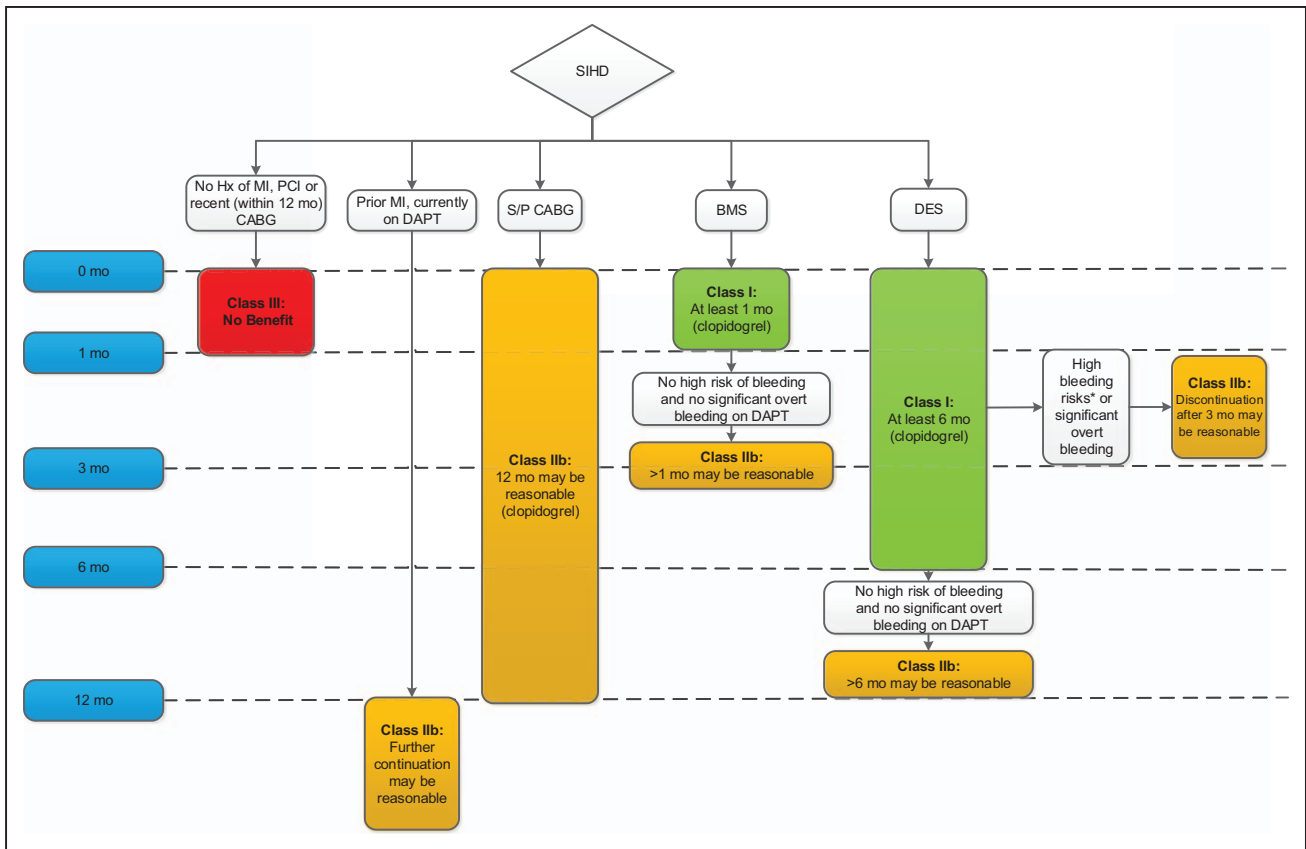 SIHD
No Hx of MI, PCI or
recent (within 12 mo)
CABG
Prior MI, currently
on DAPT
S/P CABG
BMS
DES
0 mo
Class III:
No Benefit
Class I:
At least 1 mo
(clopidogrel)
1 mo
No high risk of bleeding
and no significant overt
bleeding on DAPT
Class I:
At least 6 mo
(clopidogrel)
High
bleeding
risks* or
significant
overt
bleeding
Class IIb:
Discontinuation
after 3 mo may
be reasonable
Class IIb:
12 mo may be
reasonable
(clopidogrel)
Class IIb:
>1 mo may be reasonable
3 mo
6 mo
No high risk of bleeding
and no significant overt
bleeding on DAPT
Class IIb:
>6 mo may be reasonable
12 mo
Class IIb:
Further
continuation
may be
reasonable